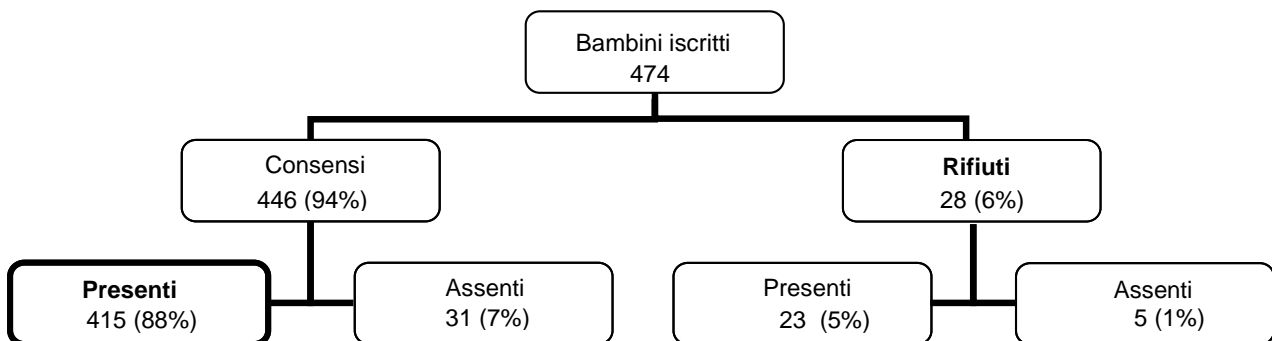 Bambini iscritti
474
Consensi
446 (94%)
Rifiuti
28 (6%)
Presenti
415 (88%)
Assenti
31 (7%)
Presenti
23 (5%)
Assenti
5 (1%)